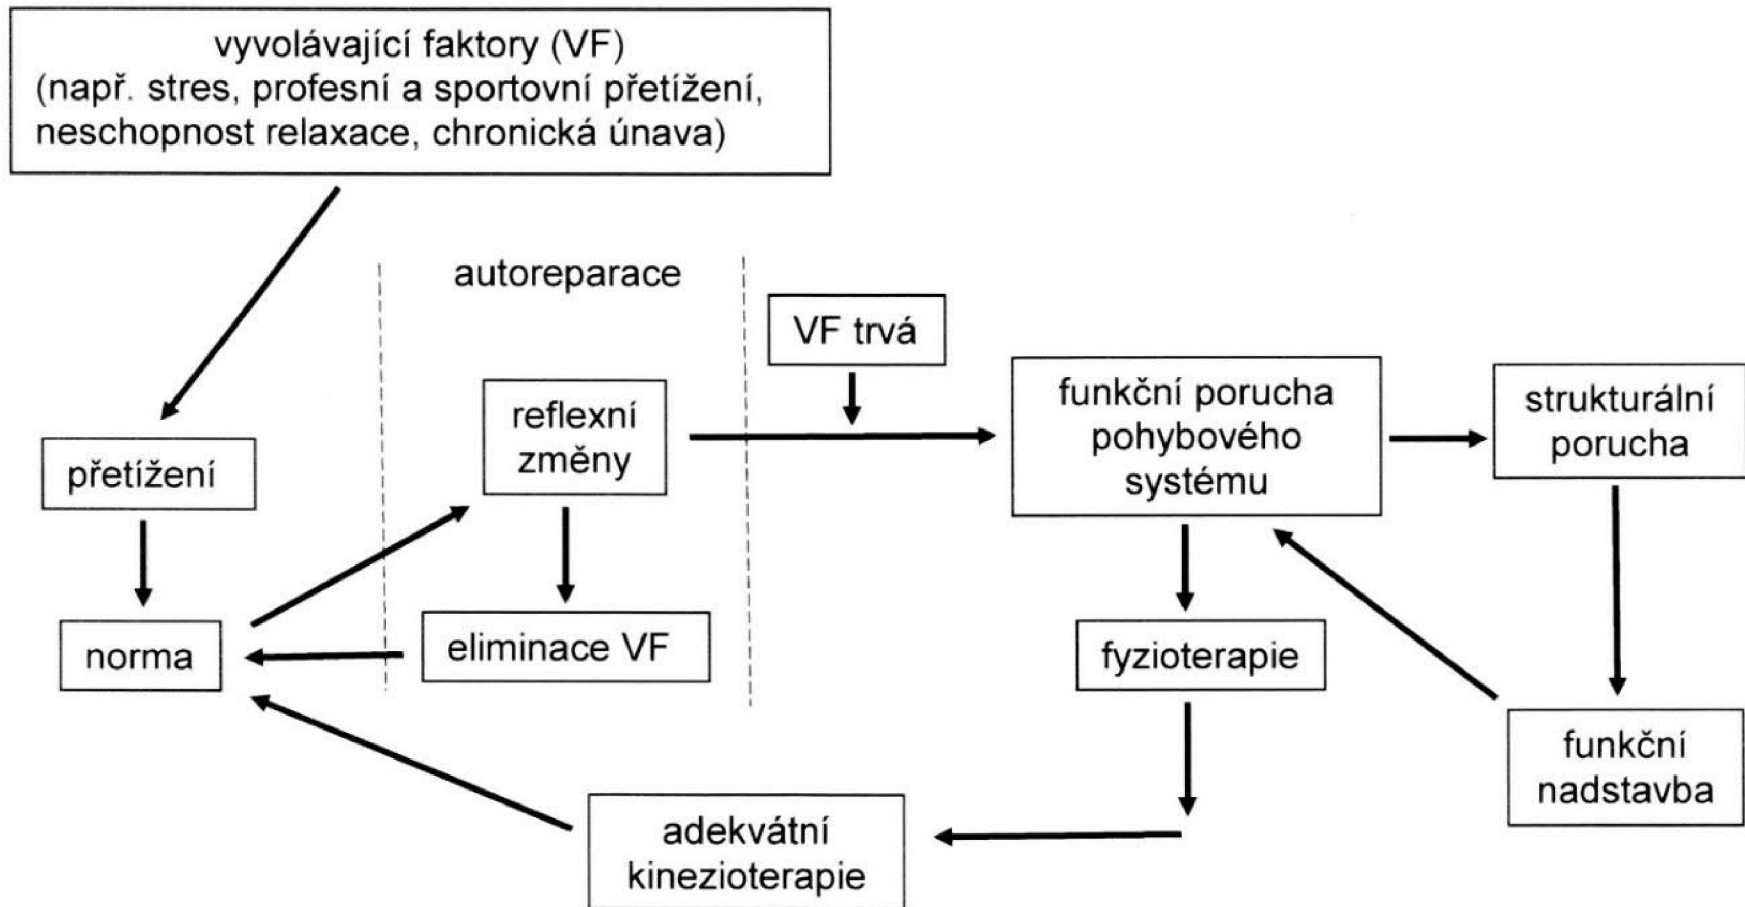 vyvolávající faktory (VF)
(např. stres, profesní a sportovní přetížení,
neschopnost relaxace, chronická únava)
autoreparace
VF trvá
přetížení
reflexní
změny
funkční porucha
pohybového
systému
strukturální
porucha
norma
eliminace VF
fyzioterapie
funkční
nadstavba
adekvátní
kinezioterapie